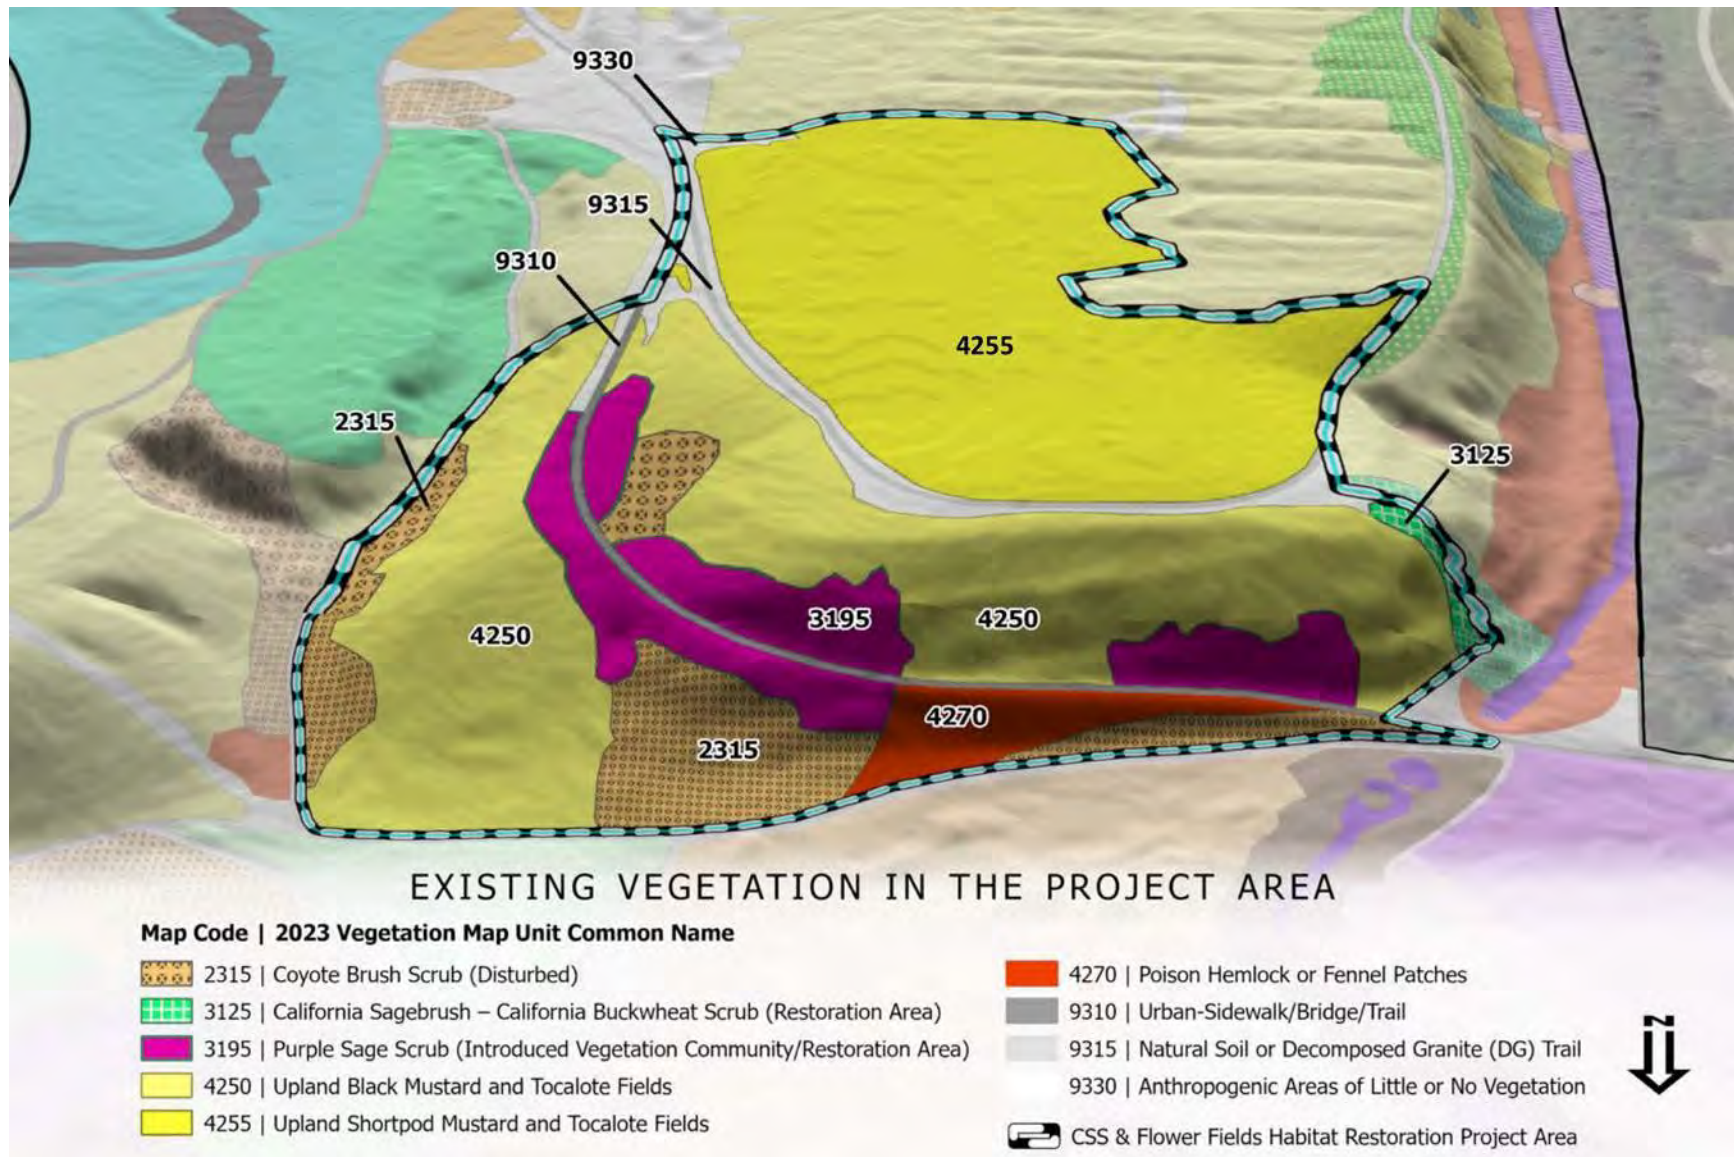 9330
9315
9310
4255
2315
3125
4250
3195
4250
4270
2315
EXISTING VEGETATION IN THE PROJECT AREA
Map Code | 2023 Vegetation Map Unit Common Name
2315 | Coyote Brush Scrub (Disturbed)
3125 | California Sagebrush – California Buckwheat Scrub (Restoration Area)
3195 | Purple Sage Scrub (Introduced Vegetation Community/Restoration Area)
4250 | Upland Black Mustard and Tocalote Fields
4255 | Upland Shortpod Mustard and Tocalote Fields
4270 | Poison Hemlock or Fennel Patches
9310 | Urban-Sidewalk/Bridge/Trail
9315 | Natural Soil or Decomposed Granite (DG) Trail
9330 | Anthropogenic Areas of Little or No Vegetation
CSS & Flower Fields Habitat Restoration Project Area
N